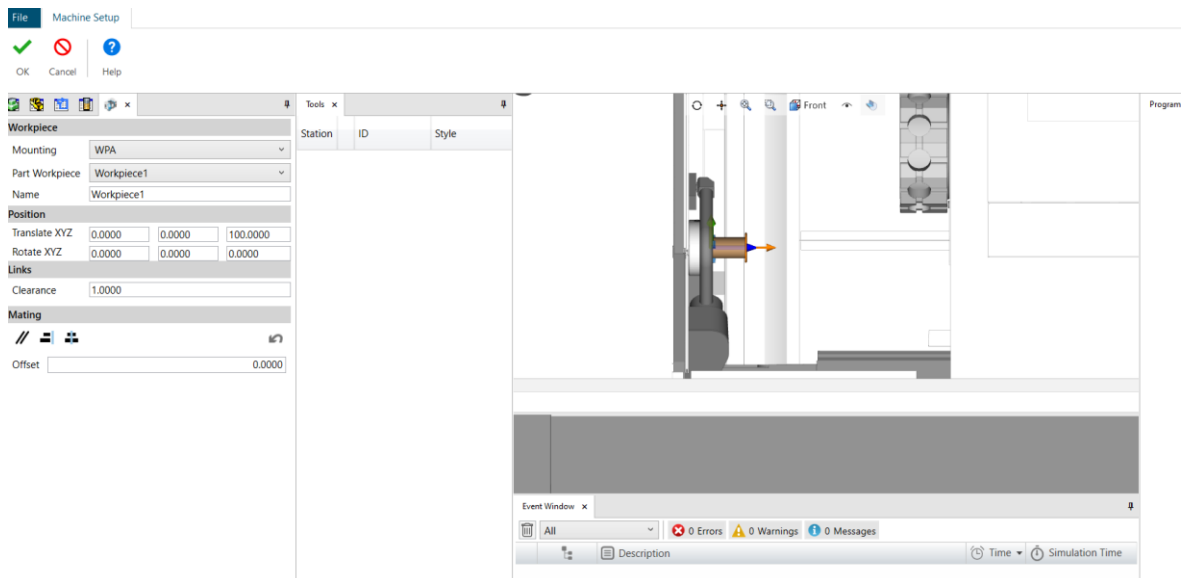 File Machine Setup
OK Cancel Help
Tools
Front
Program
Workpiece
Station ID Style
Mounting WPA
Part Workpiece Workpiece1
Name Workpiece1
Position
Translate XYZ 0.0000 0.0000 100.0000
Rotate XYZ 0.0000 0.0000 0.0000
Links
Clearance 1.0000
Mating
Offset 0.0000
Event Window
All 0 Errors 0 Warnings 0 Messages
Description Time Simulation Time